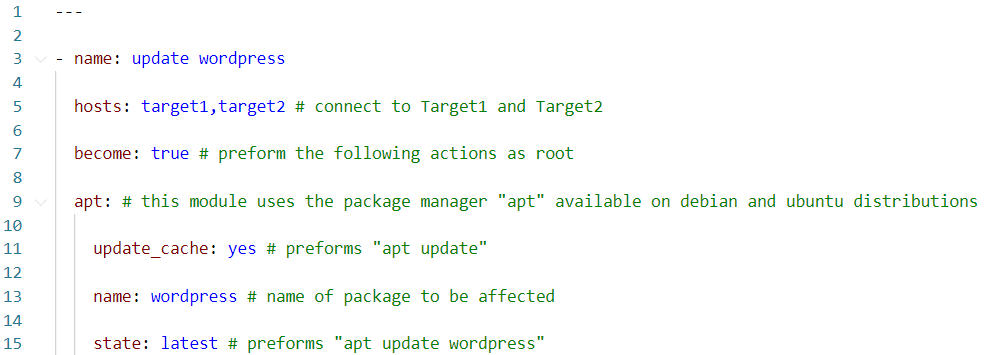 1 ---
2
3 - name: update wordpress
4
5 hosts: target1,target2 # connect to Target1 and Target2
6
7 become: true # preform the following actions as root
8
9 apt: # this module uses the package manager "apt" available on debian and ubuntu distributions
10
11 update_cache: yes # preforms "apt update"
12
13 name: wordpress # name of package to be affected
14
15 state: latest # preforms "apt update wordpress"